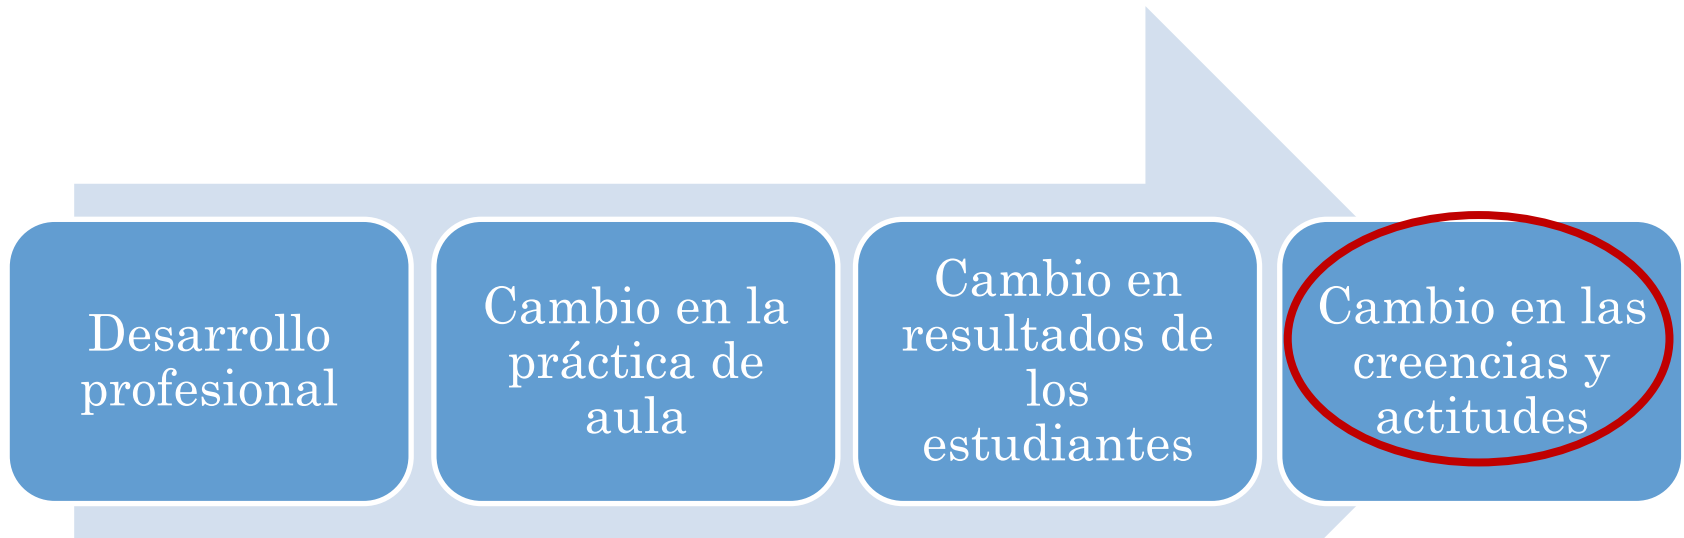 Desarrollo
profesional
Cambio en la
práctica de
aula
Cambio en
resultados de
los
estudiantes
Cambio en las
creencias y
actitudes